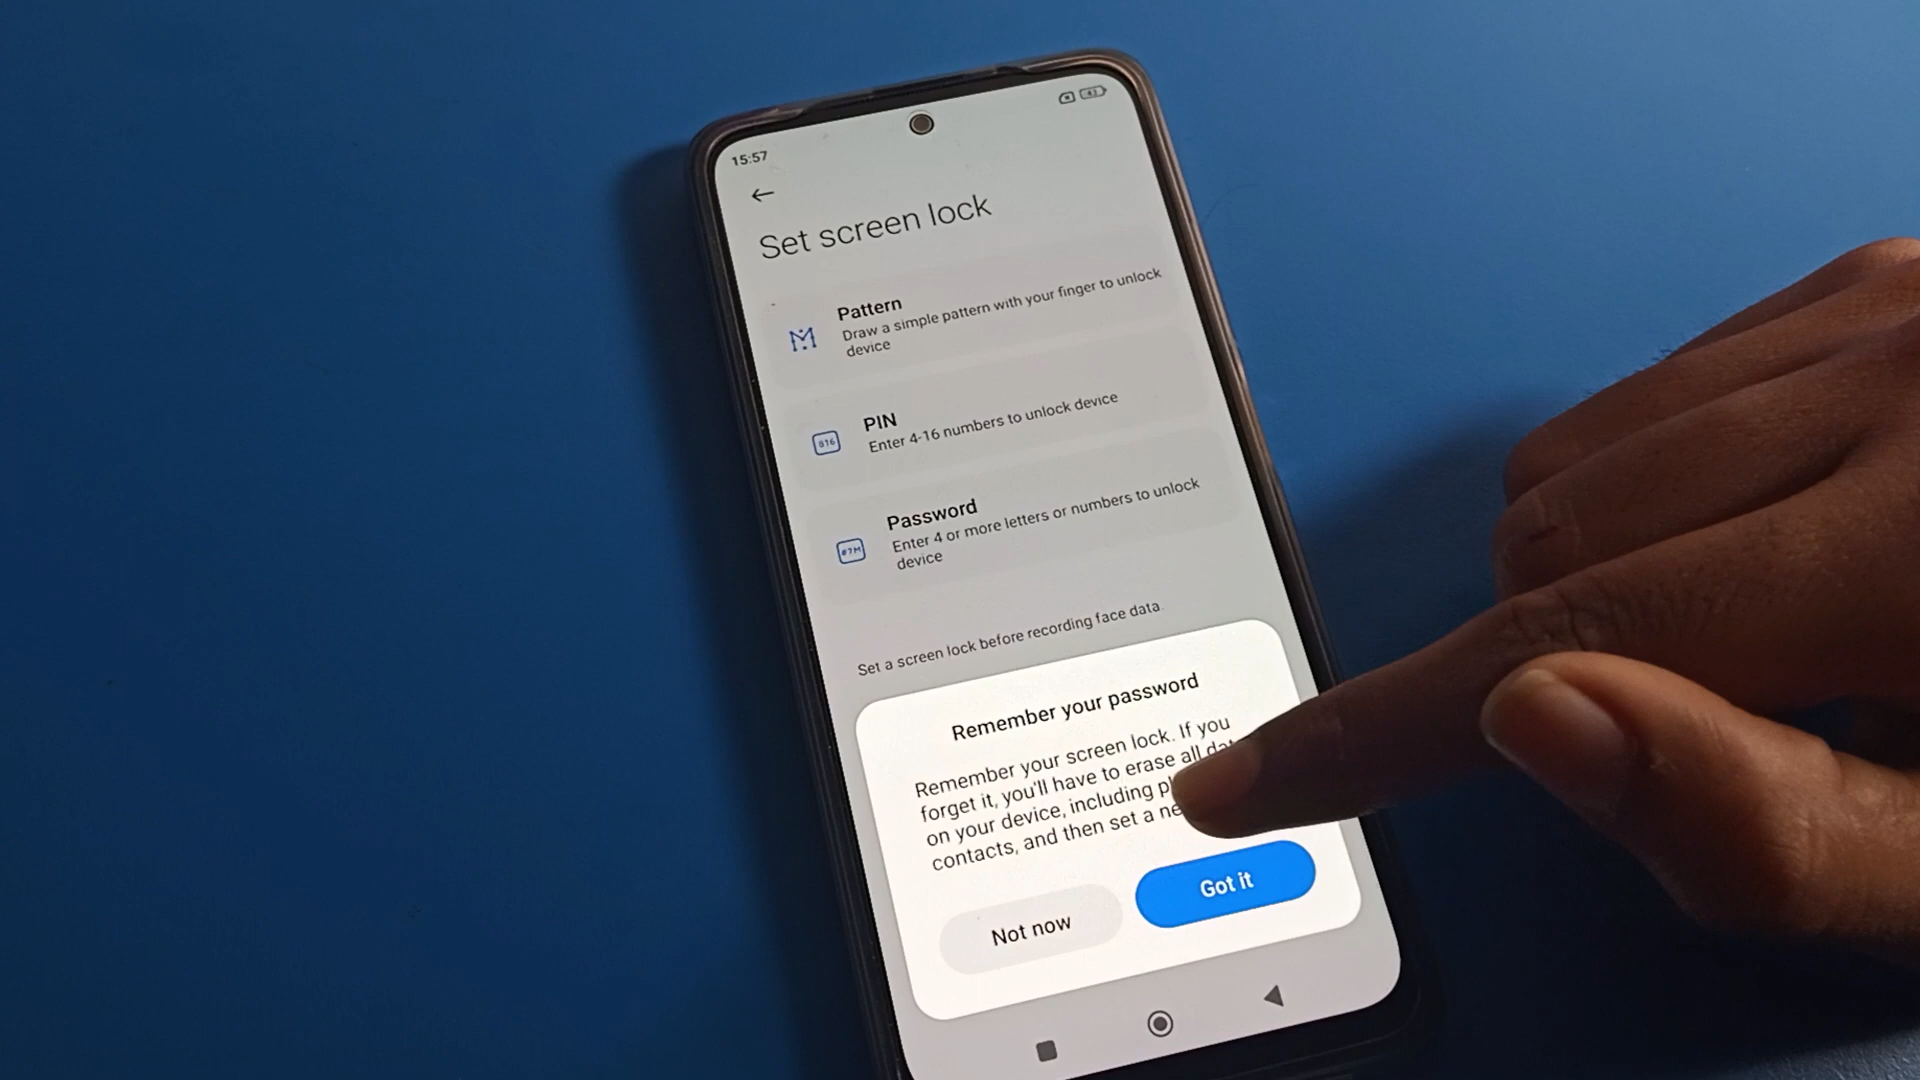 15:57
43
Set screen lock
Pattern
Draw a simple pattern with your finger to unlock
device
PIN
Enter 4-16 numbers to unlock device
Password
Enter 4 or more letters or numbers to unlock
device
Set a screen lock before recording face data.
Remember your password
Remember your screen lock. If you
forget it, you'll have to erase all
on your device, including
contacts, and then set a
Not now
Got it